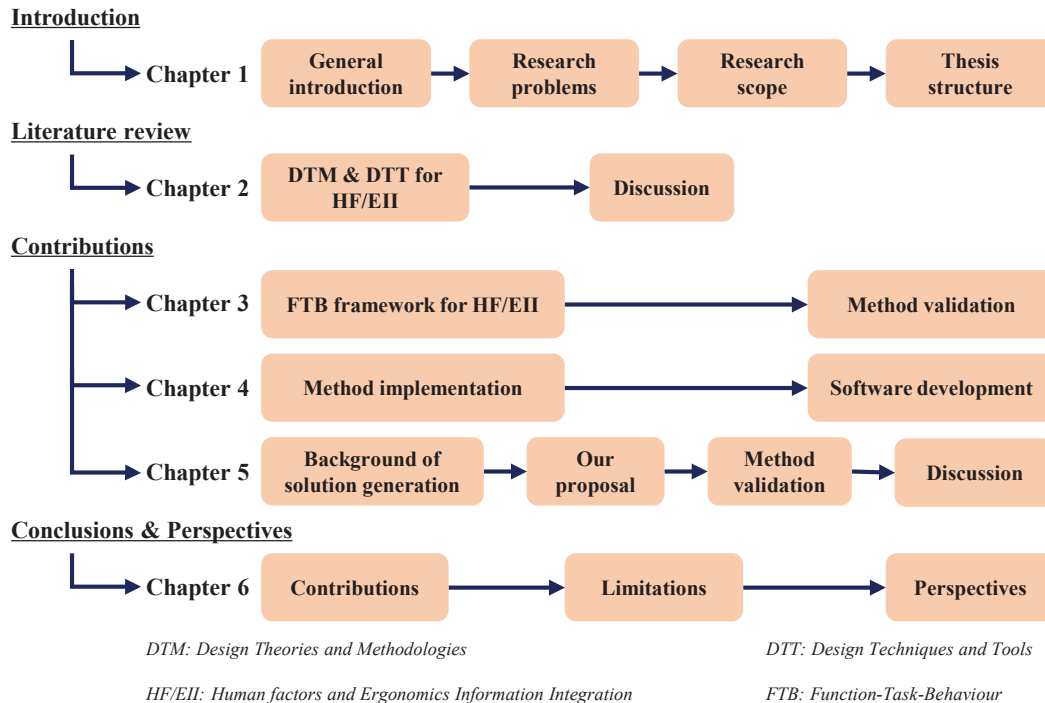 Introduction
Chapter 1
General
introduction
Research
problems
Research
scope
Thesis
structure
Literature review
Chapter 2
DTM & DTT for
HF/EII
Discussion
Contributions
Chapter 3
FTB framework for HF/EII
Method validation
Chapter 4
Method implementation
Software development
Chapter 5
Background of
solution generation
Our
proposal
Method
validation
Discussion
Conclusions & Perspectives
Chapter 6
Contributions
Limitations
Perspectives
DTM: Design Theories and Methodologies
DTT: Design Techniques and Tools
HF/EII: Human factors and Ergonomics Information Integration
FTB: Function-Task-Behaviour